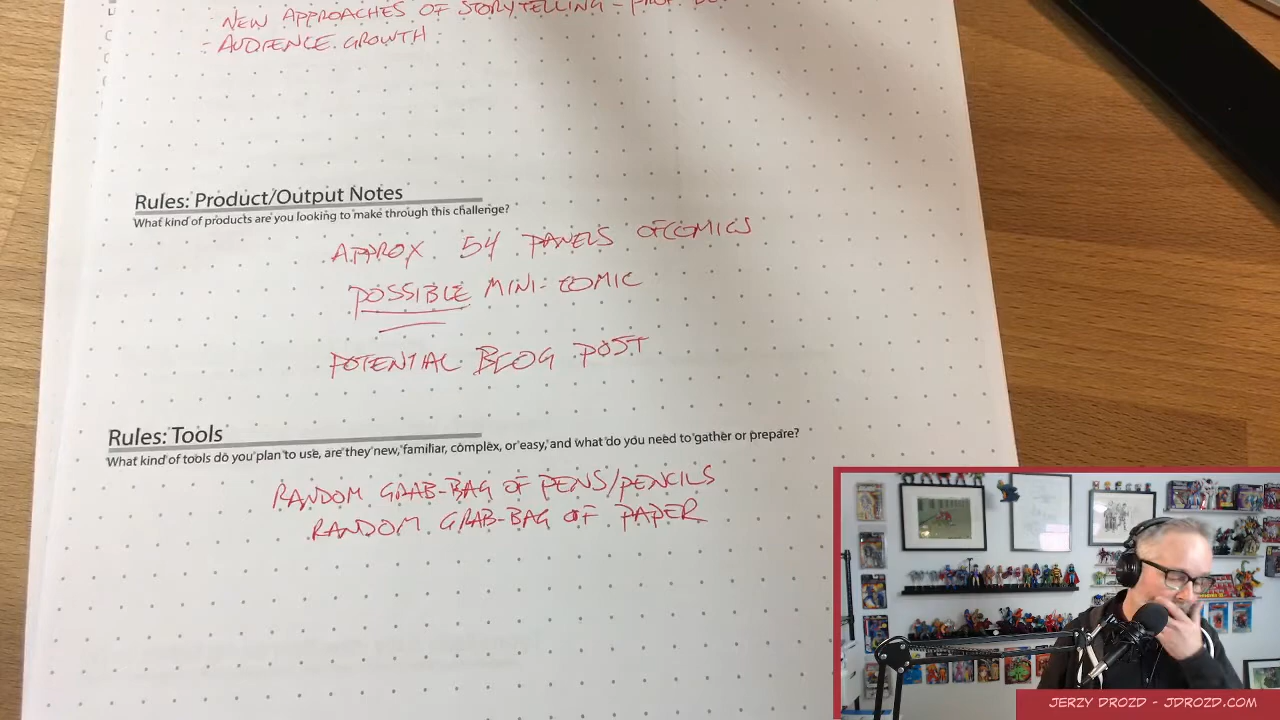 NEW APPROACHES OF STORYTELLING - PROF.
- AUDIENCE GROWTH
Rules: Product/Output Notes
What kind of products are you looking to make through this challenge?
APPROX 54 PANELS OF COMICS
POSSIBLE MINI-COMIC
POTENTIAL BLOG POST
Rules: Tools
What kind of tools do you plan to use, are they new, familiar, complex, or easy, and what do you need to gather or prepare?
RANDOM GRAB-BAG OF PENS/PENCILS
RANDOM GRAB-BAG OF PAPER
JERZY DROZD - JDROZD.COM